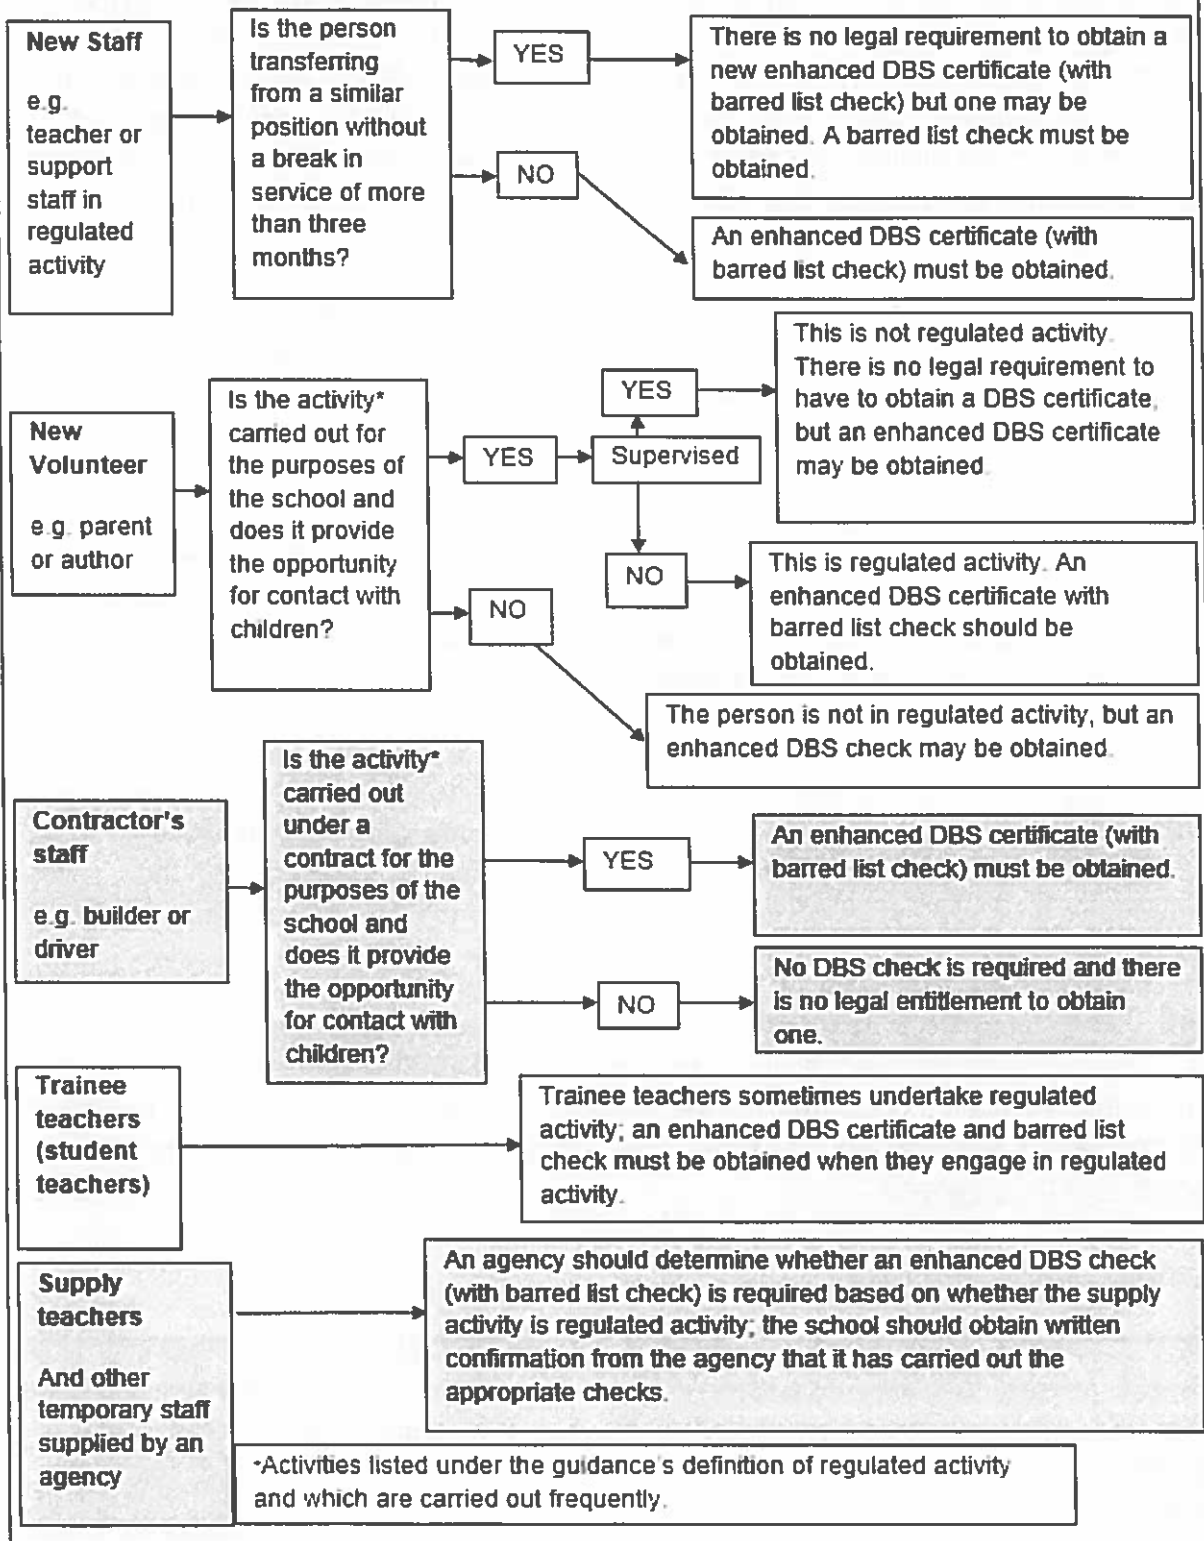 New Staff
e.g.
teacher or
support
staff in
regulated
activity
Is the person
transferring
from a similar
position without
a break in
service of more
than three
months?
YES
There is no legal requirement to obtain a
new enhanced DBS certificate (with
barred list check) but one may be
obtained. A barred list check must be
obtained.
NO
An enhanced DBS certificate (with
barred list check) must be obtained.
New
Volunteer
e.g. parent
or author
Is the activity*
carried out for
the purposes of
the school and
does it provide
the opportunity
for contact with
children?
YES
Supervised
YES
This is not regulated activity.
There is no legal requirement to
have to obtain a DBS certificate,
but an enhanced DBS certificate
may be obtained.
NO
This is regulated activity. An
enhanced DBS certificate with
barred list check should be
obtained.
NO
The person is not in regulated activity, but an
enhanced DBS check may be obtained.
Contractor's
staff
e.g. builder or
driver
Is the activity*
carried out
under a
contract for the
purposes of the
school and
does it provide
the opportunity
for contact with
children?
YES
An enhanced DBS certificate (with
barred list check) must be obtained.
NO
No DBS check is required and there
is no legal entitlement to obtain
one.
Trainee
teachers
(student
teachers)
Trainee teachers sometimes undertake regulated
activity; an enhanced DBS certificate and barred list
check must be obtained when they engage in regulated
activity.
Supply
teachers
And other
temporary staff
supplied by an
agency
An agency should determine whether an enhanced DBS check
(with barred list check) is required based on whether the supply
activity is regulated activity; the school should obtain written
confirmation from the agency that it has carried out the
appropriate checks.
*Activities listed under the guidance's definition of regulated activity
and which are carried out frequently.